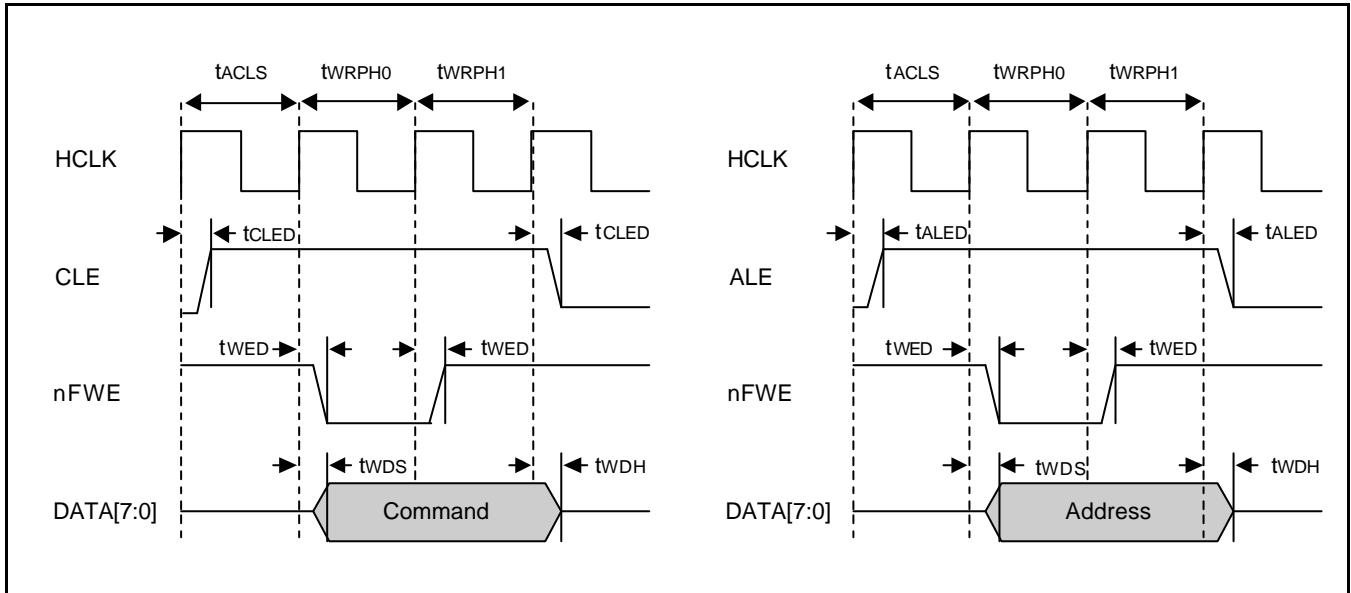 tACLS tWRPH0 tWRPH1
HCLK
tCLED tCLED
CLE
tWED tWED
nFWE
tWDS tWDH
DATA[7:0] Command
tACLS tWRPH0 tWRPH1
HCLK
tALED tALED
ALE
tWED tWED
nFWE
tWDS tWDH
DATA[7:0] Address